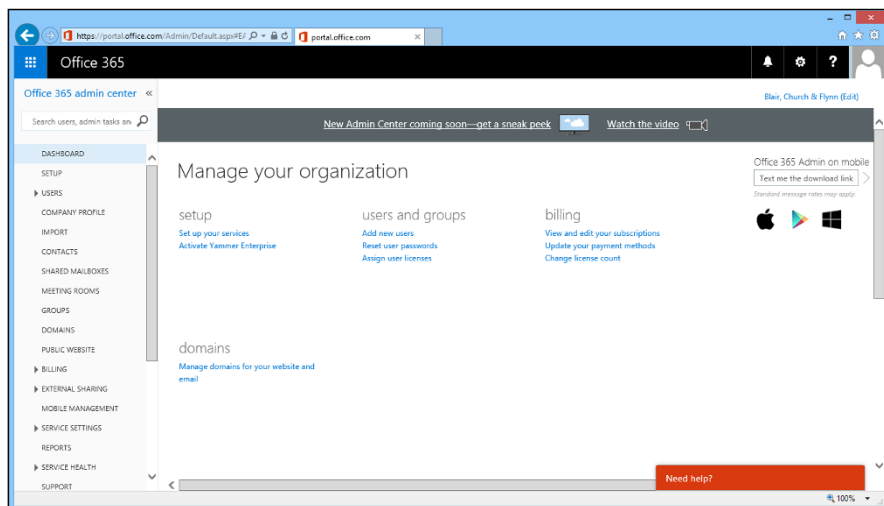 https://portal.office.com/Admin/Default.aspx#E/
portal.office.com
Office 365
?
Office 365 admin center «
Blair, Church & Flynn (Edit)
Search users, admin tasks an
New Admin Center coming soon—get a sneak peek
Watch the video
DASHBOARD
SETUP
USERS
COMPANY PROFILE
IMPORT
CONTACTS
SHARED MAILBOXES
MEETING ROOMS
GROUPS
DOMAINS
PUBLIC WEBSITE
BILLING
EXTERNAL SHARING
MOBILE MANAGEMENT
SERVICE SETTINGS
REPORTS
SERVICE HEALTH
SUPPORT
Manage your organization
setup
Set up your services
Activate Yammer Enterprise
users and groups
Add new users
Reset user passwords
Assign user licenses
billing
View and edit your subscriptions
Update your payment methods
Change license count
domains
Manage domains for your website and
email
Office 365 Admin on mobile
Text me the download link
Standard message rates may apply.
Need help?
100%